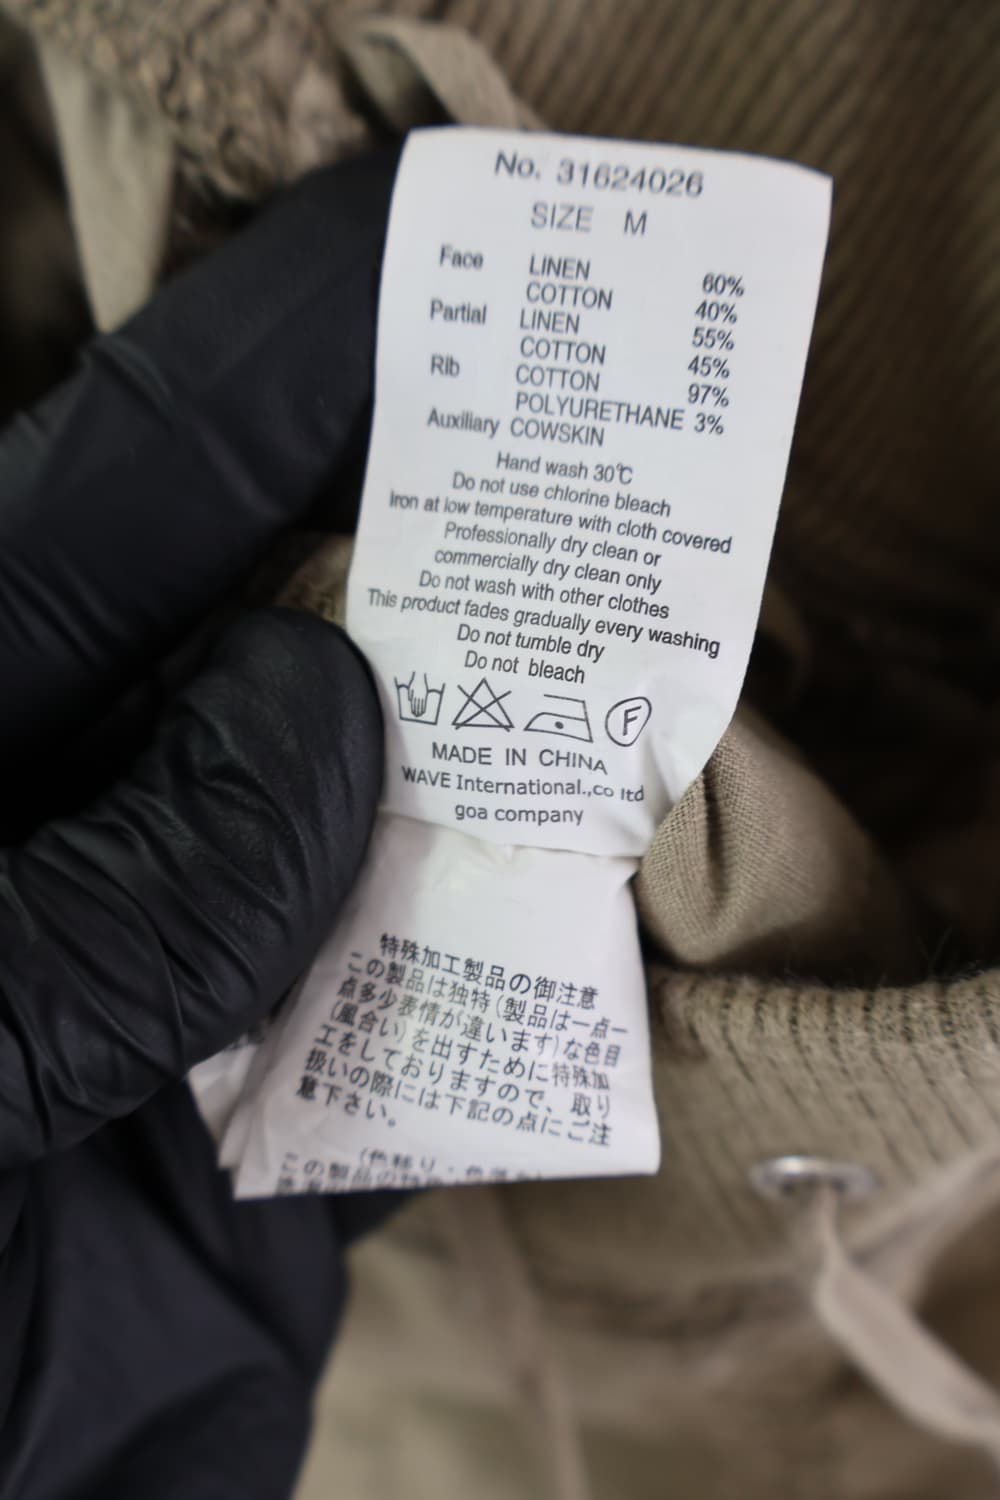 No. 31624026
SIZE M
Face LINEN 60%
COTTON 40%
Partial LINEN 55%
COTTON 45%
Rib COTTON 97%
POLYURETHANE 3%
Auxiliary COWSKIN
Hand wash 30℃
Do not use chlorine bleach
Iron at low temperature with cloth covered
Professionally dry clean or
commercially dry clean only
Do not wash with other clothes
This product fades gradually every washing
Do not tumble dry
Do not bleach
F
MADE IN CHINA
WAVE International.,co ltd
goa company
特殊加工製品の御注意
この製品は独特(製品は一点一
点多少表情が違います)な色目
(風合い)を出すために特殊加
工をしておりますので、取り
扱いの際には下記の点にご注
意下さい。
この製品の